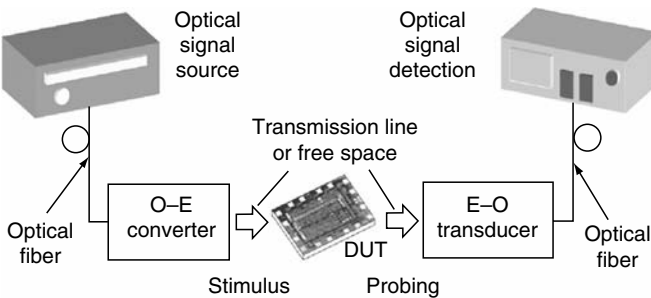 Optical
signal
source
Optical
signal
detection
Transmission line
or free space
O–E
converter
E–O
transducer
Optical
fiber
DUT
Optical
fiber
Stimulus
Probing